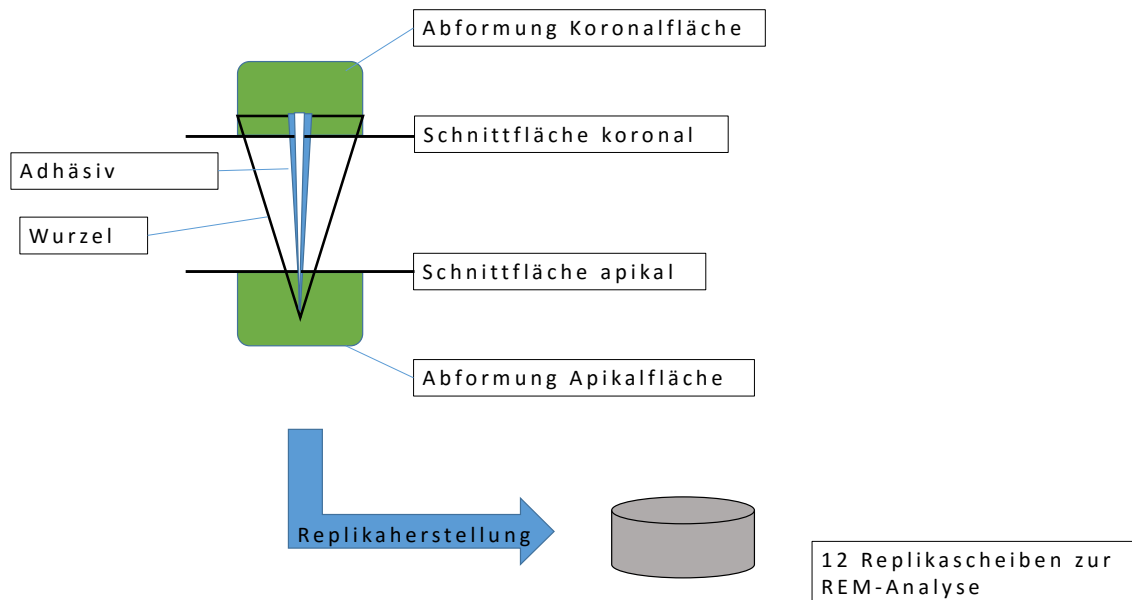 Abformung Koronalfläche
Schnittfläche koronal
Adhäsiv
Wurzel
Schnittfläche apikal
Abformung Apikalfläche
Replikaherstellung
12 Replikascheiben zur
REM-Analyse